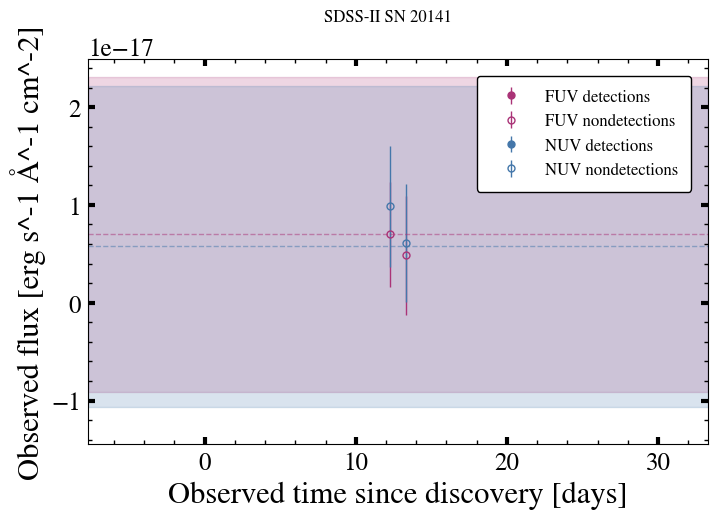 SDSS-II SN 20141
1e−17
Observed flux [erg s^-1 Å^-1 cm^-2]
2
1
0
−1
FUV detections
FUV nondetections
NUV detections
NUV nondetections
0 10 20 30
Observed time since discovery [days]